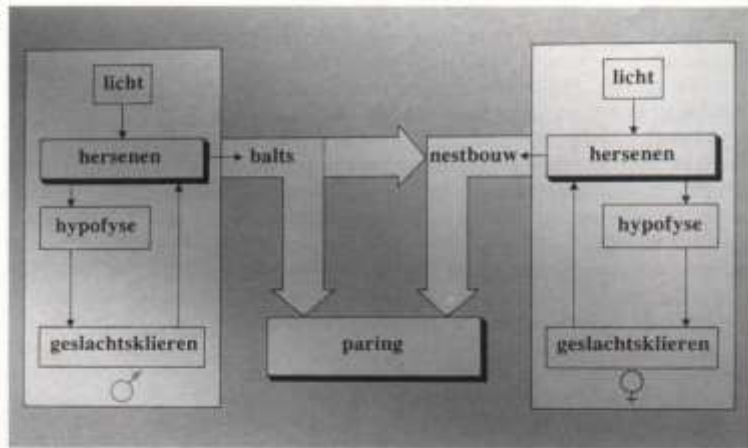 licht
hersenen
hypofyse
geslachtsklieren
balts
nestbouw
paring
licht
hersenen
hypofyse
geslachtsklieren